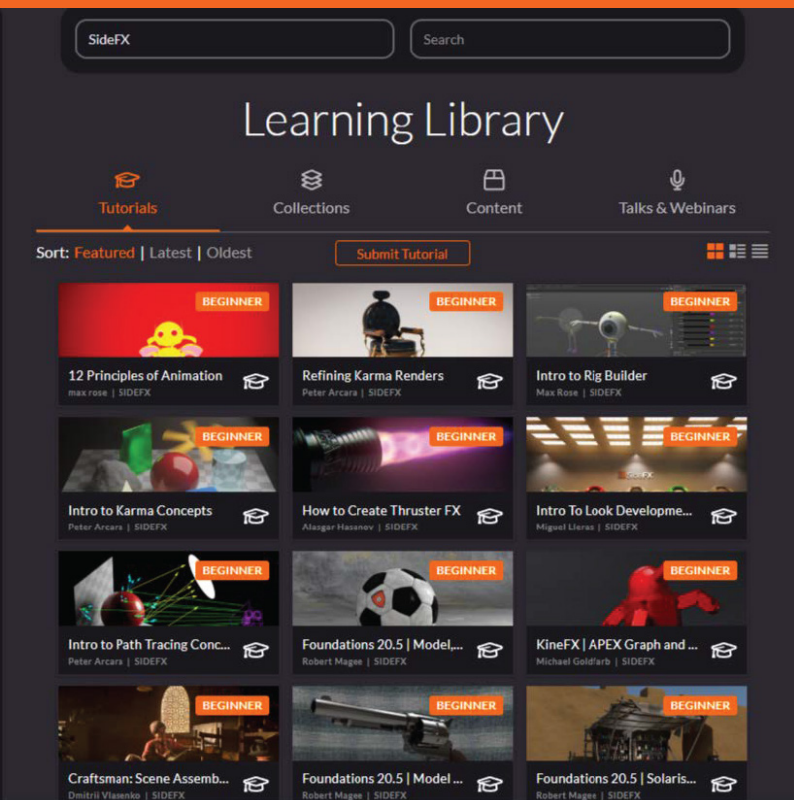 SideFX
Search
Learning Library
Tutorials
Collections
Content
Talks & Webinars
Sort: Featured | Latest | Oldest
Submit Tutorial
BEGINNER
12 Principles of Animation
max rose | SIDEFX
BEGINNER
Refining Karma Renders
Peter Arcara | SIDEFX
BEGINNER
Intro to Rig Builder
Max Rose | SIDEFX
BEGINNER
Intro to Karma Concepts
Peter Arcara | SIDEFX
BEGINNER
How to Create Thruster FX
Alasgar Hasanov | SIDEFX
BEGINNER
SideFX
Intro To Look Developme...
Miguel Lleras | SIDEFX
BEGINNER
Intro to Path Tracing Conc...
Peter Arcara | SIDEFX
BEGINNER
Foundations 20.5 | Model,...
Robert Magee | SIDEFX
BEGINNER
KineFX | APEX Graph and ...
Michael Goldfarb | SIDEFX
BEGINNER
Craftsman: Scene Assemb...
Dmitrii Vlasenko | SIDEFX
BEGINNER
Foundations 20.5 | Model ...
Robert Magee | SIDEFX
BEGINNER
Foundations 20.5 | Solaris...
Robert Magee | SIDEFX